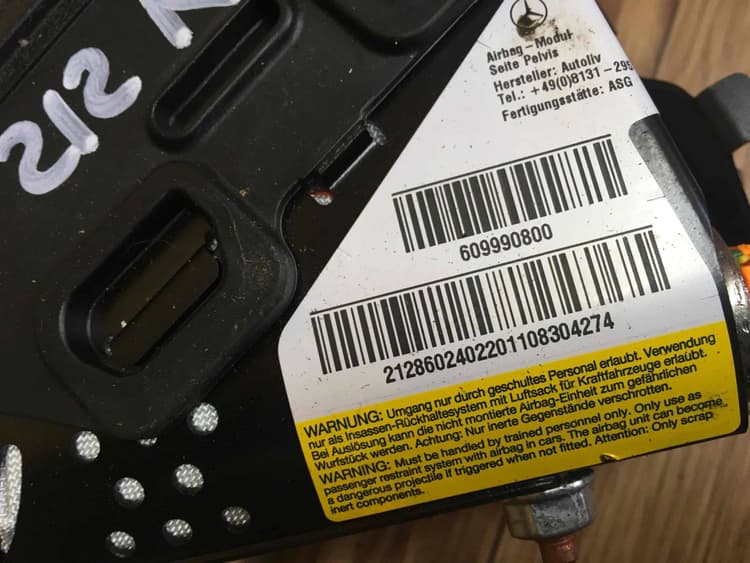 212
Airbag-Modul
Seite Pelvis
Hersteller: Autoliv
Tel.: +49(0)8131-295
Fertigungsstätte: ASG
609990800
2128602402201108304274
WARNUNG: Umgang nur durch geschultes Personal erlaubt. Verwendung
nur als Insassen-Rückhaltesystem mit Luftsack für Kraftfahrzeuge erlaubt.
Bei Auslösung kann die nicht montierte Airbag-Einheit zum gefährlichen
Wurfstück werden. Achtung: Nur inerte Gegenstände verschrotten.
WARNING: Must be handled by trained personnel only. Only use as
passenger restraint system with airbag in cars. The airbag unit can become
a dangerous projectile if triggered when not fitted. Attention: Only scrap
inert components.